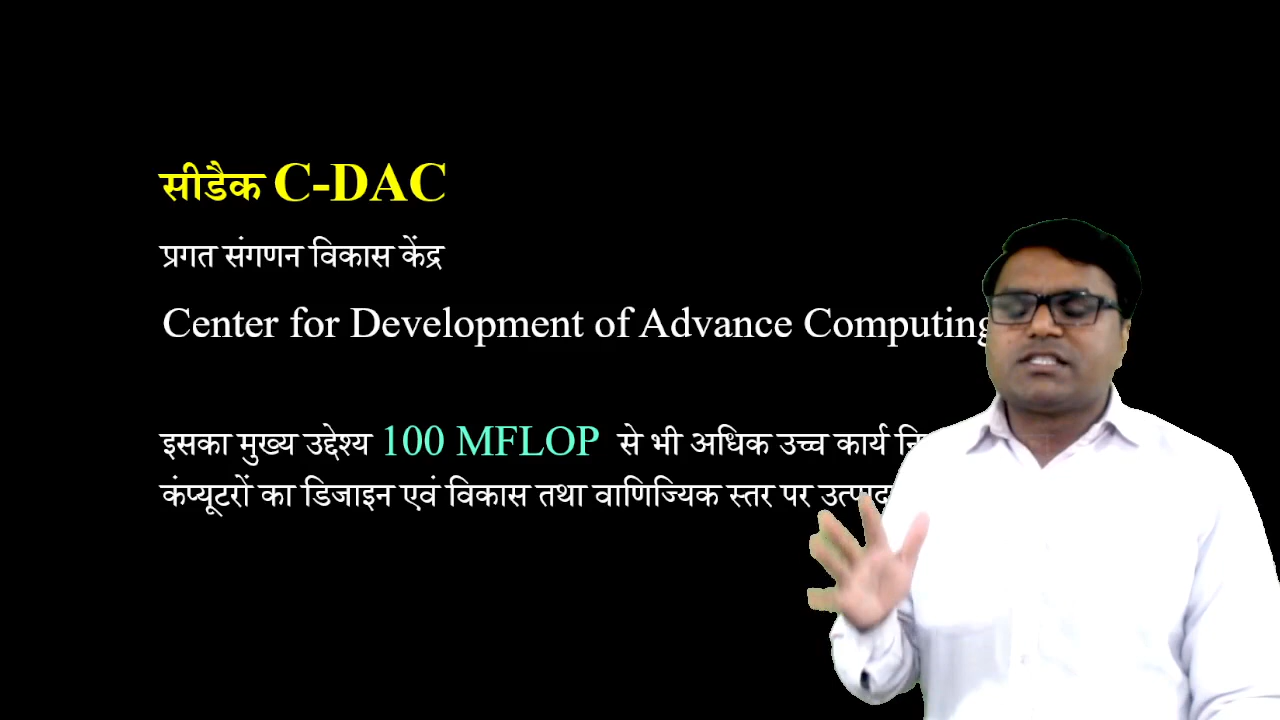 सीडैक C-DAC
प्रगत संगणन विकास केंद्र
Center for Development of Advance Computing
इसका मुख्य उद्देश्य 100 MFLOP से भी अधिक उच्च कार्य
कंप्यूटरों का डिजाइन एवं विकास तथा वाणिज्यिक स्तर पर